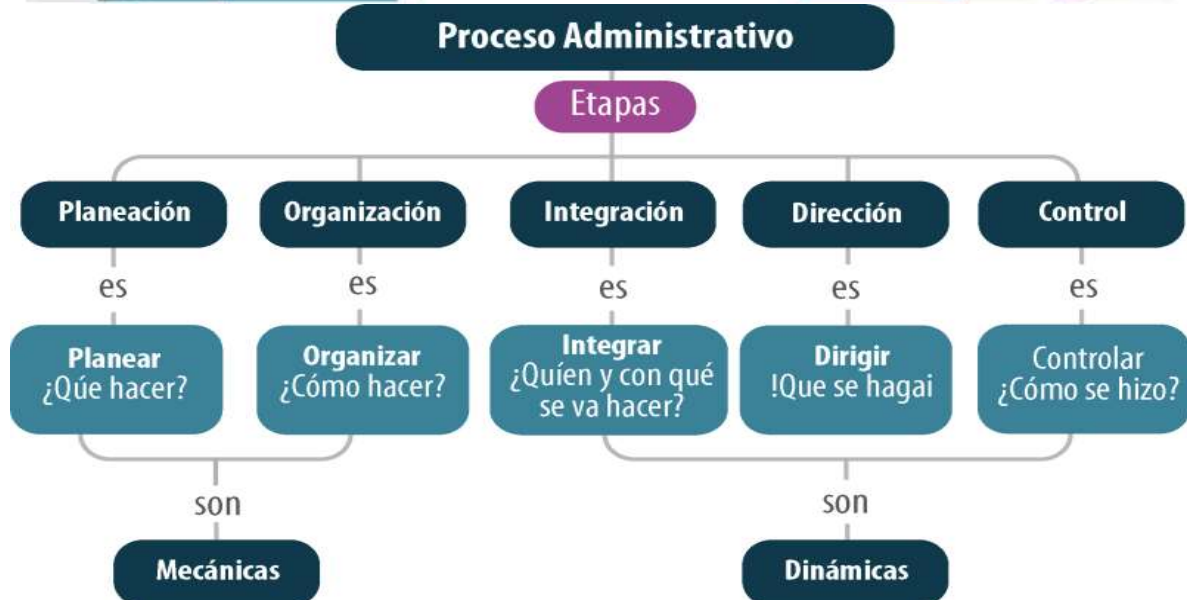 Proceso Administrativo
Etapas
Planeación
Organización
Integración
Dirección
Control
es
es
es
es
es
Planear
¿Qúe hacer?
Organizar
¿Cómo hacer?
Integrar
¿Quíen y con qué
se va hacer?
Dirigir
!Que se hagai
Controlar
¿Cómo se hizo?
son
son
Mecánicas
Dinámicas